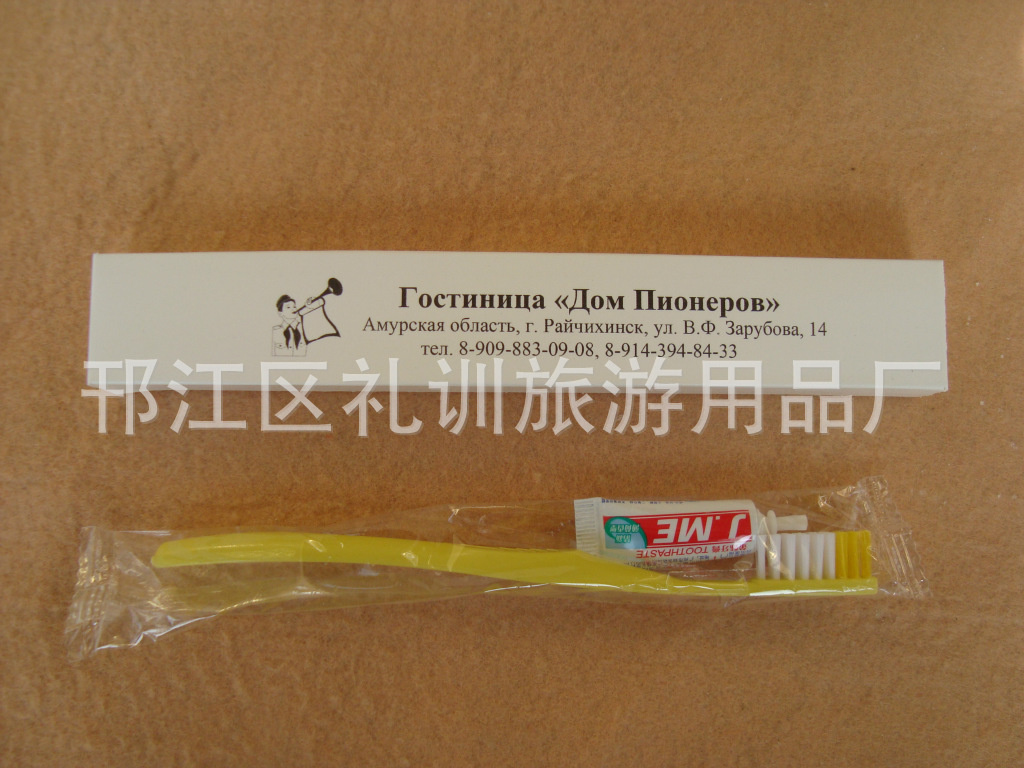 Гостиница «Дом Пионеров»
Амурская область, г. Райчихинск, ул. В.Ф. Зарубова, 14
тел. 8-909-883-09-08, 8-914-394-84-33
邗江区礼训旅游用品厂
J.ME
TOOTHPASTE